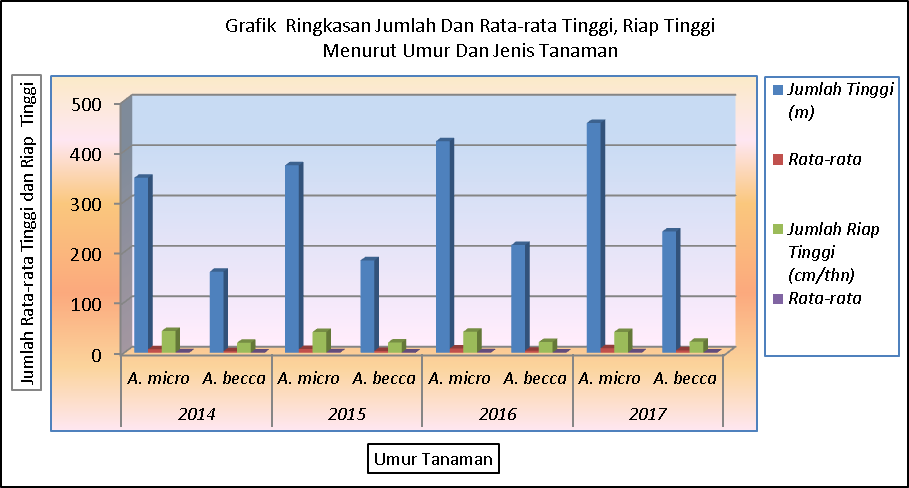 Grafik  Ringkasan Jumlah Dan Rata-rata Tinggi, Riap Tinggi
Menurut Umur Dan Jenis Tanaman
Jumlah Rata-rata Tinggi dan Riap  Tinggi
500
400
300
200
100
0
A. micro A. becca A. micro A. becca A. micro A. becca A. micro A. becca
2014 2015 2016 2017
Umur Tanaman
Jumlah Tinggi
(m)
Rata-rata
Jumlah Riap
Tinggi
(cm/thn)
Rata-rata